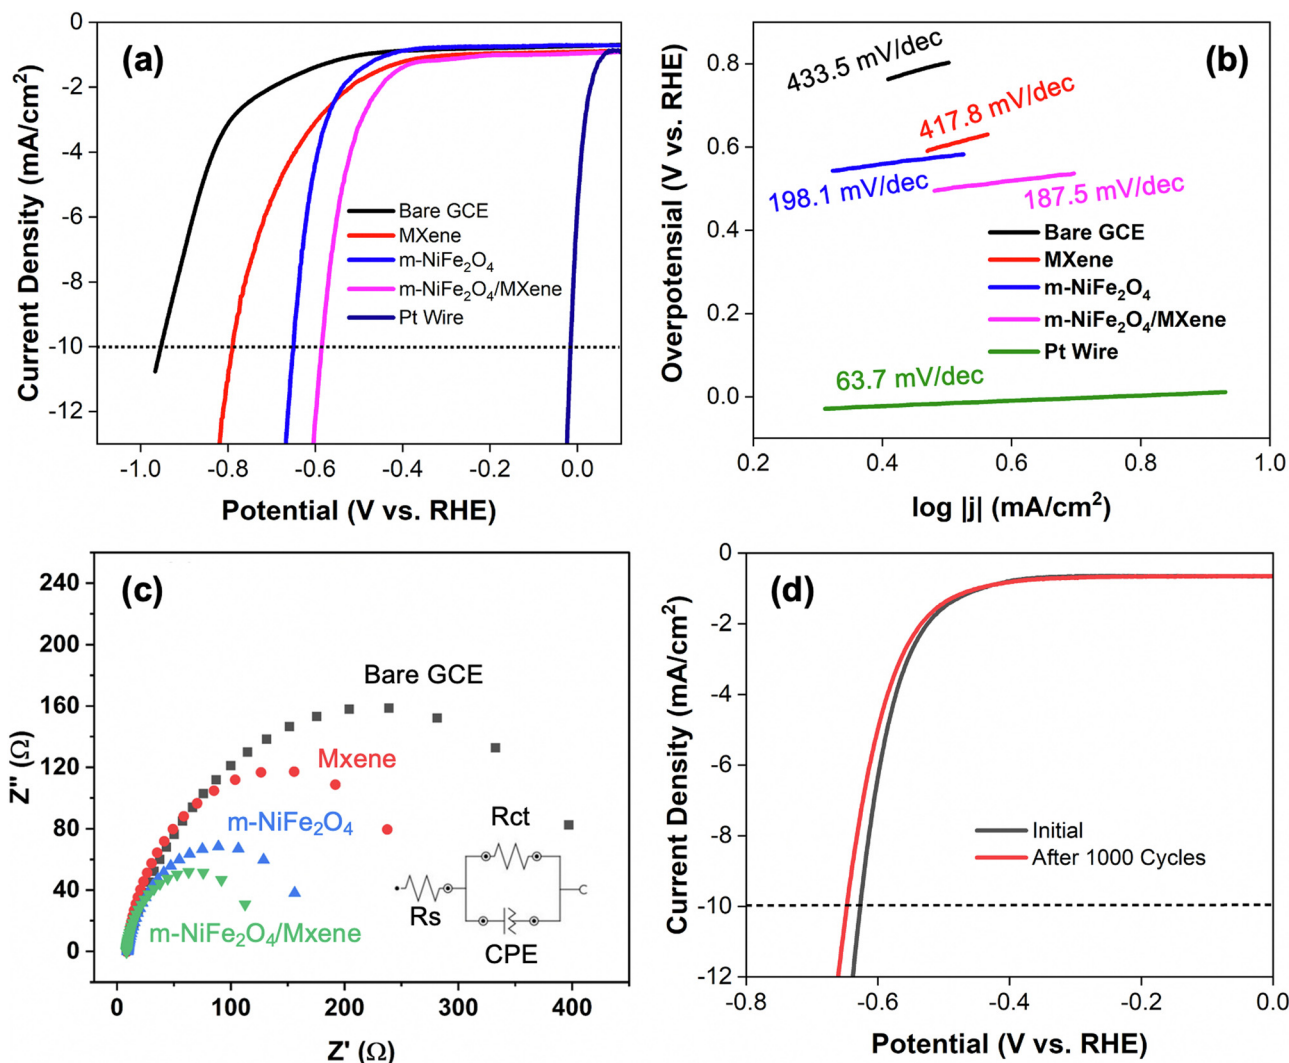 (a)
Current Density (mA/cm²)
0
-2
-4
-6
-8
-10
-12
Bare GCE
MXene
m-NiFe₂O₄
m-NiFe₂O₄/MXene
Pt Wire
-1.0 -0.8 -0.6 -0.4 -0.2 0.0
Potential (V vs. RHE)
(b)
Overpotensial (V vs. RHE)
0.8
0.6
0.4
0.2
0.0
433.5 mV/dec
417.8 mV/dec
198.1 mV/dec
187.5 mV/dec
Bare GCE
MXene
m-NiFe₂O₄
m-NiFe₂O₄/MXene
Pt Wire
63.7 mV/dec
0.2 0.4 0.6 0.8 1.0
log |j| (mA/cm²)
(c)
Z" (Ω)
240
200
160
120
80
40
0
Bare GCE
Mxene
m-NiFe₂O₄
m-NiFe₂O₄/Mxene
Rct
Rs
CPE
0 100 200 300 400
Z' (Ω)
(d)
Current Density (mA/cm²)
0
-2
-4
-6
-8
-10
-12
Initial
After 1000 Cycles
-0.8 -0.6 -0.4 -0.2 0.0
Potential (V vs. RHE)